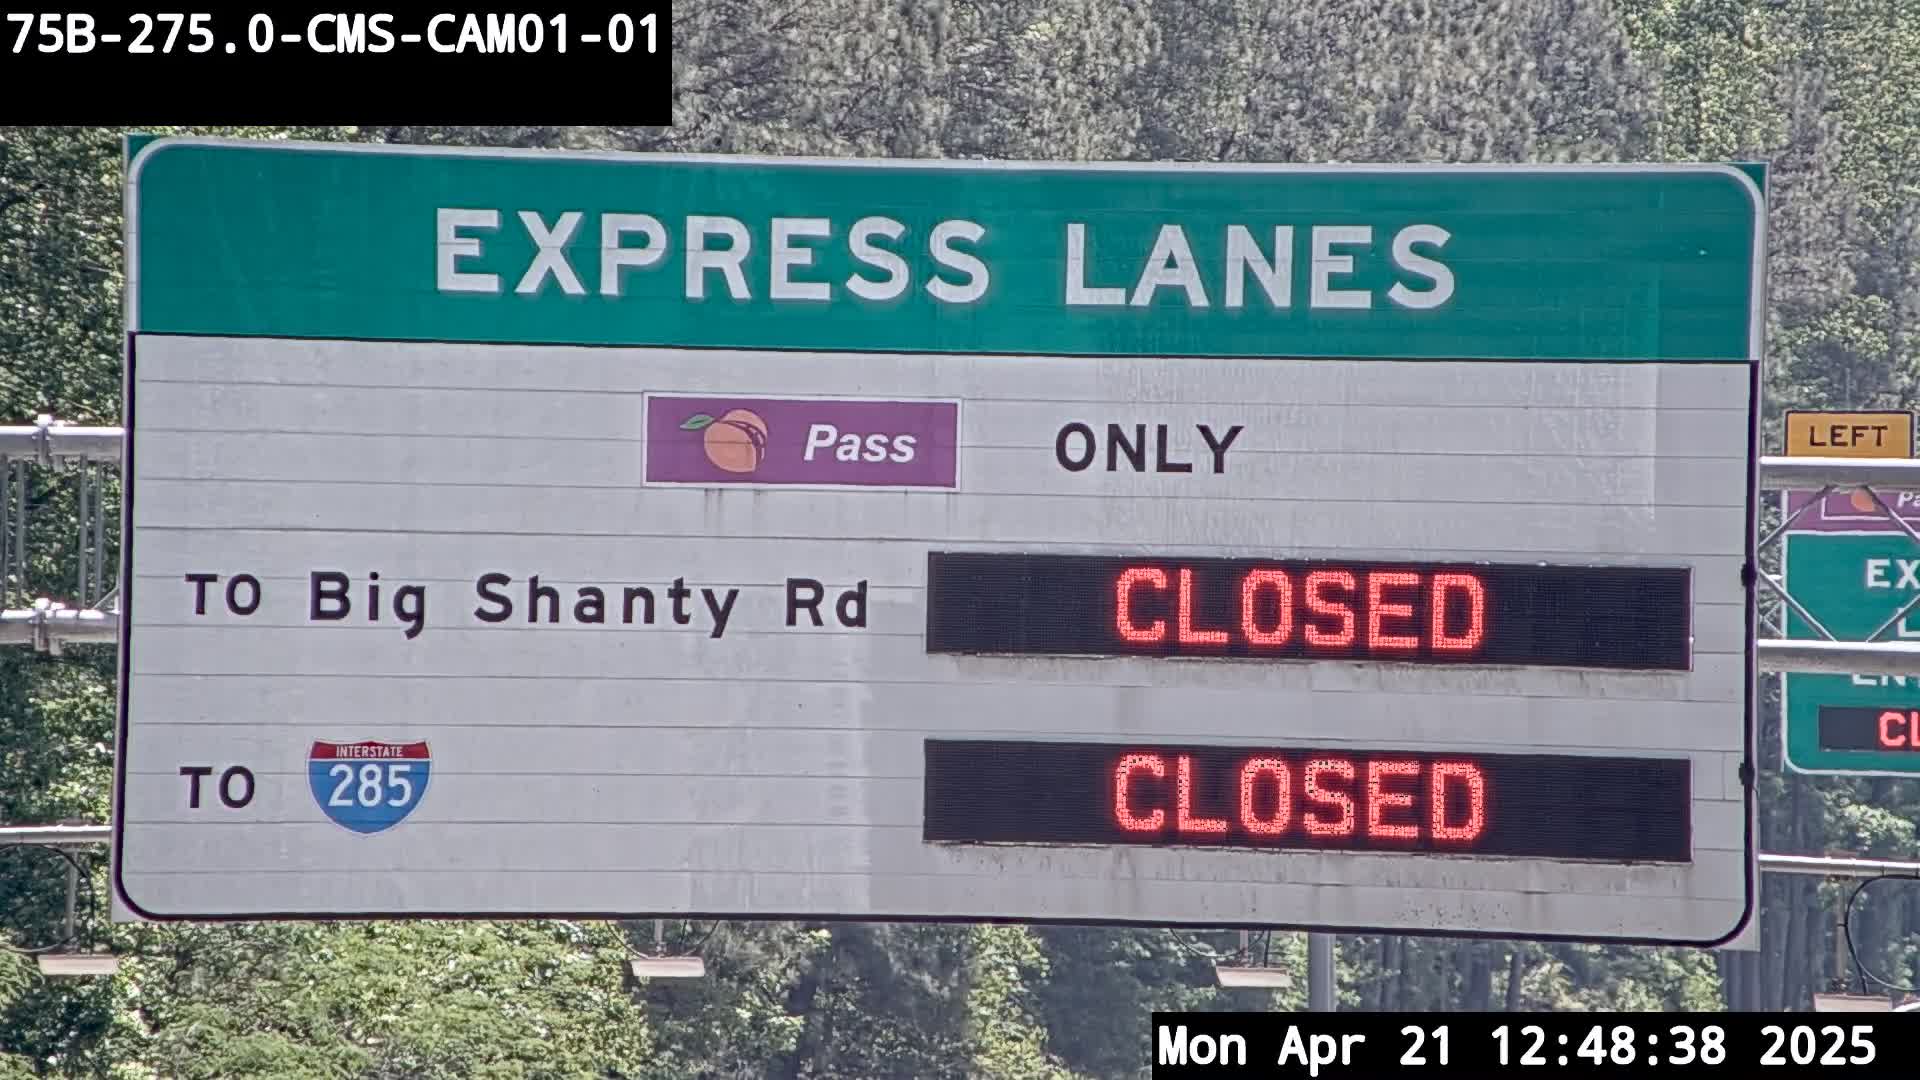 75B-275.0-CMS-CAM01-01
EXPRESS LANES
Pass ONLY
TO Big Shanty Rd CLOSED
TO INTERSTATE 285 CLOSED
LEFT
Mon Apr 21 12:48:38 2025